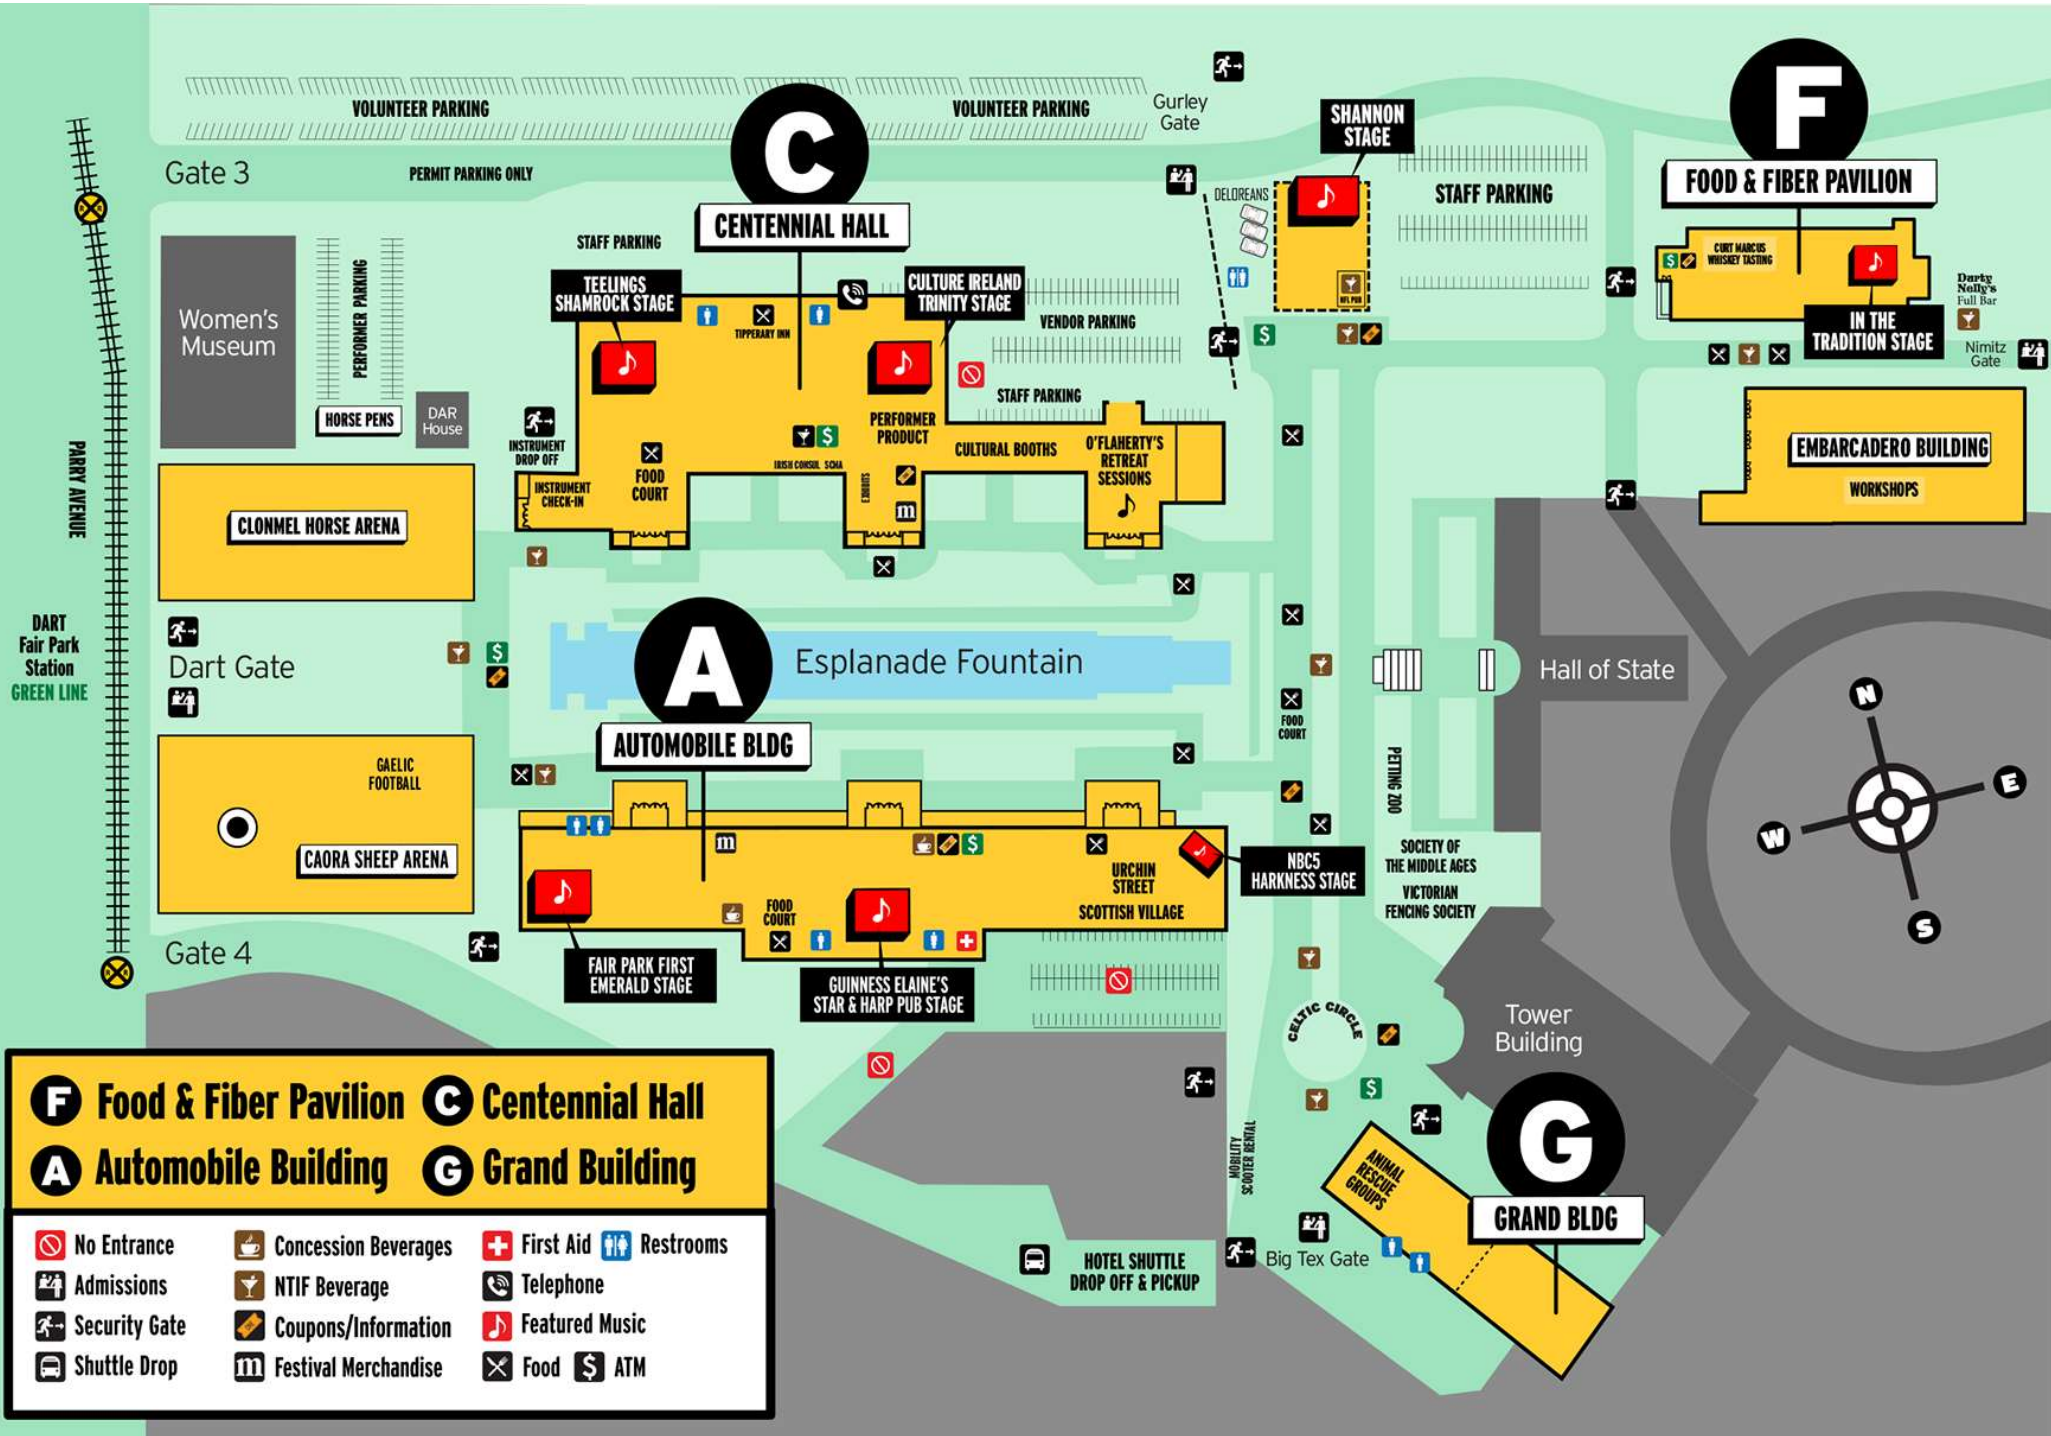 VOLUNTEER PARKING
VOLUNTEER PARKING
Gurley
Gate
C
SHANNON
STAGE
F
Gate 3
PERMIT PARKING ONLY
FOOD & FIBER PAVILION
DELOREANS
STAFF PARKING
CENTENNIAL HALL
STAFF PARKING
CURT MARCUS
WHISKEY TASTING
PERFORMER PARKING
TEELINGS
SHAMROCK STAGE
CULTURE IRELAND
TRINITY STAGE
NFL PUB
Darty
Nelly's
Full Bar
Women's
Museum
TIPPERARY INN
VENDOR PARKING
IN THE
TRADITION STAGE
Nimitz
Gate
STAFF PARKING
HORSE PENS
DAR
House
INSTRUMENT
DROP OFF
PERFORMER
PRODUCT
CULTURAL BOOTHS
O'FLAHERTY'S
RETREAT
SESSIONS
EMBARCADERO BUILDING
WORKSHOPS
IRISH CONSUL SCMA
FOOD
COURT
EXHIBITS
INSTRUMENT
CHECK-IN
m
PARRY AVENUE
CLONMEL HORSE ARENA
DART
Fair Park
Station
GREEN LINE
Dart Gate
A
Esplanade Fountain
Hall of State
FOOD
COURT
N
E
W
S
AUTOMOBILE BLDG
PETTING ZOO
GAELIC
FOOTBALL
CAORA SHEEP ARENA
m
URCHIN
STREET
SCOTTISH VILLAGE
NBC5
HARKNESS STAGE
SOCIETY OF
THE MIDDLE AGES
VICTORIAN
FENCING SOCIETY
FOOD
COURT
Gate 4
FAIR PARK FIRST
EMERALD STAGE
GUINNESS ELAINE'S
STAR & HARP PUB STAGE
CELTIC CIRCLE
Tower
Building
MOBILITY
SCOOTER RENTAL
ANIMAL
RESCUE
GROUPS
G
GRAND BLDG
HOTEL SHUTTLE
DROP OFF & PICKUP
Big Tex Gate
F Food & Fiber Pavilion
C Centennial Hall
A Automobile Building
G Grand Building
No Entrance
Concession Beverages
First Aid
Restrooms
Admissions
NTIF Beverage
Telephone
Security Gate
Coupons/Information
Featured Music
Shuttle Drop
m Festival Merchandise
Food
$ ATM